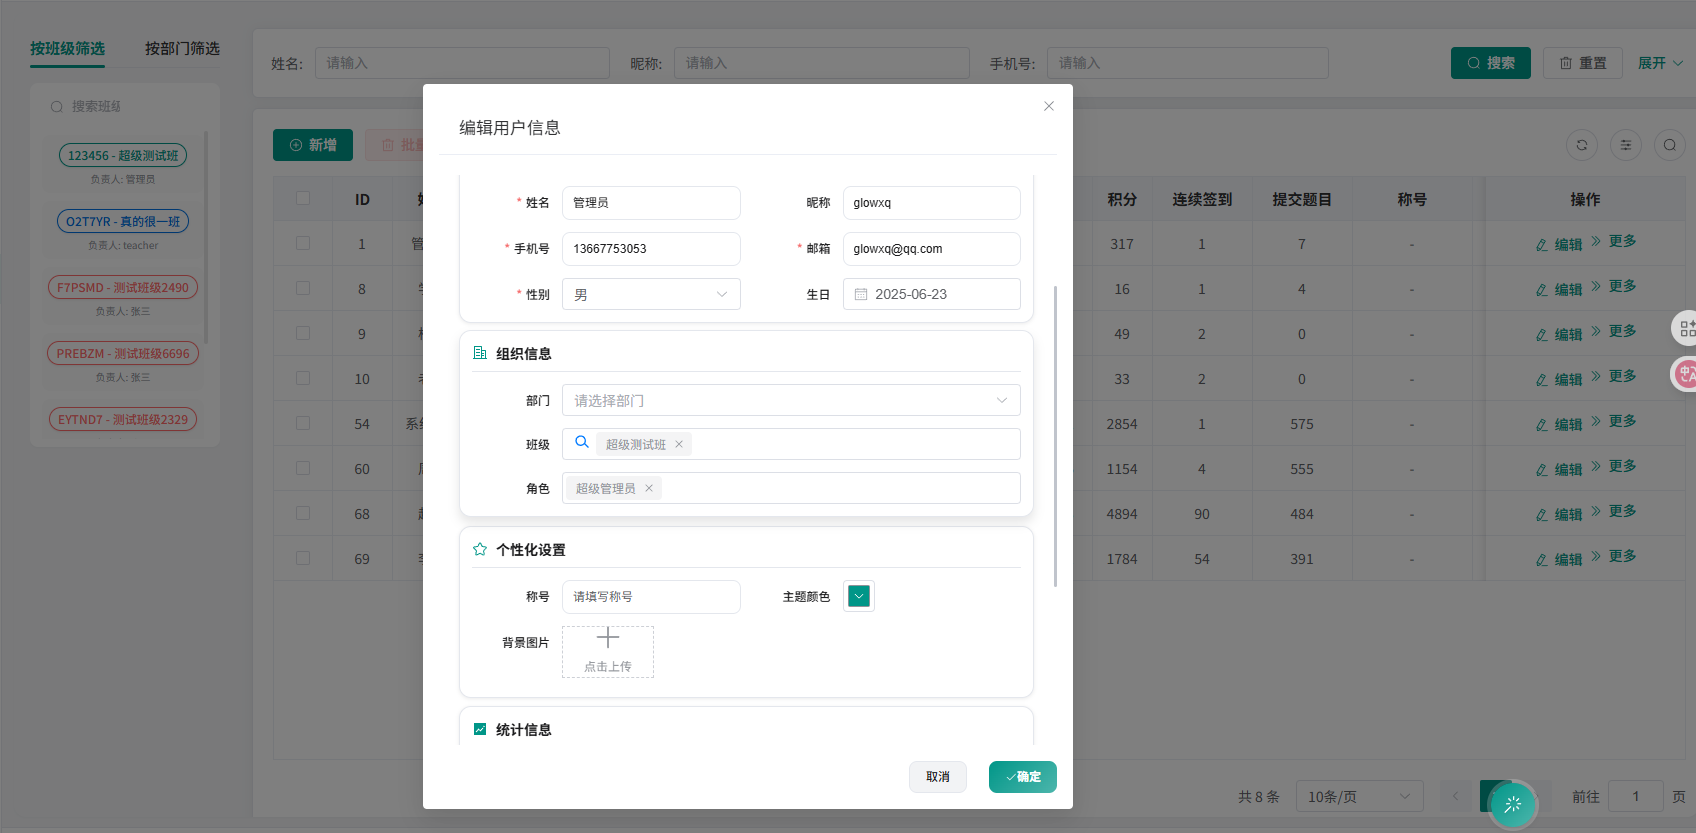 按班级筛选 按部门筛选
搜索班级
123456 - 超级测试班
负责人: 管理员
O2T7YR - 真的很一班
负责人: teacher
F7PSMD - 测试班级2490
负责人: 张三
PREBZM - 测试班级6696
负责人: 张三
EYTND7 - 测试班级2329
姓名: 请输入 昵称: 请输入 手机号: 请输入 搜索 重置 展开
新增 批
ID 积分 连续签到 提交题目 称号 操作
1 管 317 1 7 - 编辑 更多
8 16 1 4 - 编辑 更多
9 49 2 0 - 编辑 更多
10 33 2 0 - 编辑 更多
54 系 2854 1 575 - 编辑 更多
60 1154 4 555 - 编辑 更多
68 4894 90 484 - 编辑 更多
69 1784 54 391 - 编辑 更多
共 8 条 10条/页 前往 1 页
编辑用户信息
* 姓名 管理员 昵称 glowxq
* 手机号 13667753053 * 邮箱 glowxq@qq.com
* 性别 男 生日 2025-06-23
组织信息
部门 请选择部门
班级 超级测试班
角色 超级管理员
个性化设置
称号 请填写称号 主题颜色
背景图片 点击上传
统计信息
取消 确定